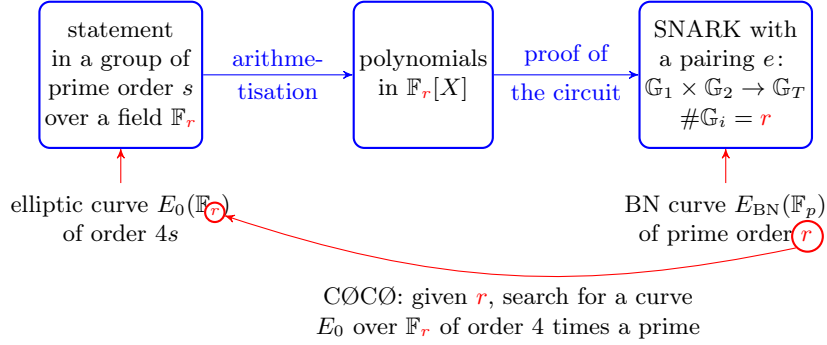 statement
in a group of
prime order s
over a field 𝔽r
arithme-
tisation
polynomials
in 𝔽r[X]
proof of
the circuit
SNARK with
a pairing e:
𝔾1 × 𝔾2 → 𝔾T
#𝔾i = r
elliptic curve E0(𝔽r)
of order 4s
BN curve EBN(𝔽p)
of prime order r
CØCØ: given r, search for a curve
E0 over 𝔽r of order 4 times a prime